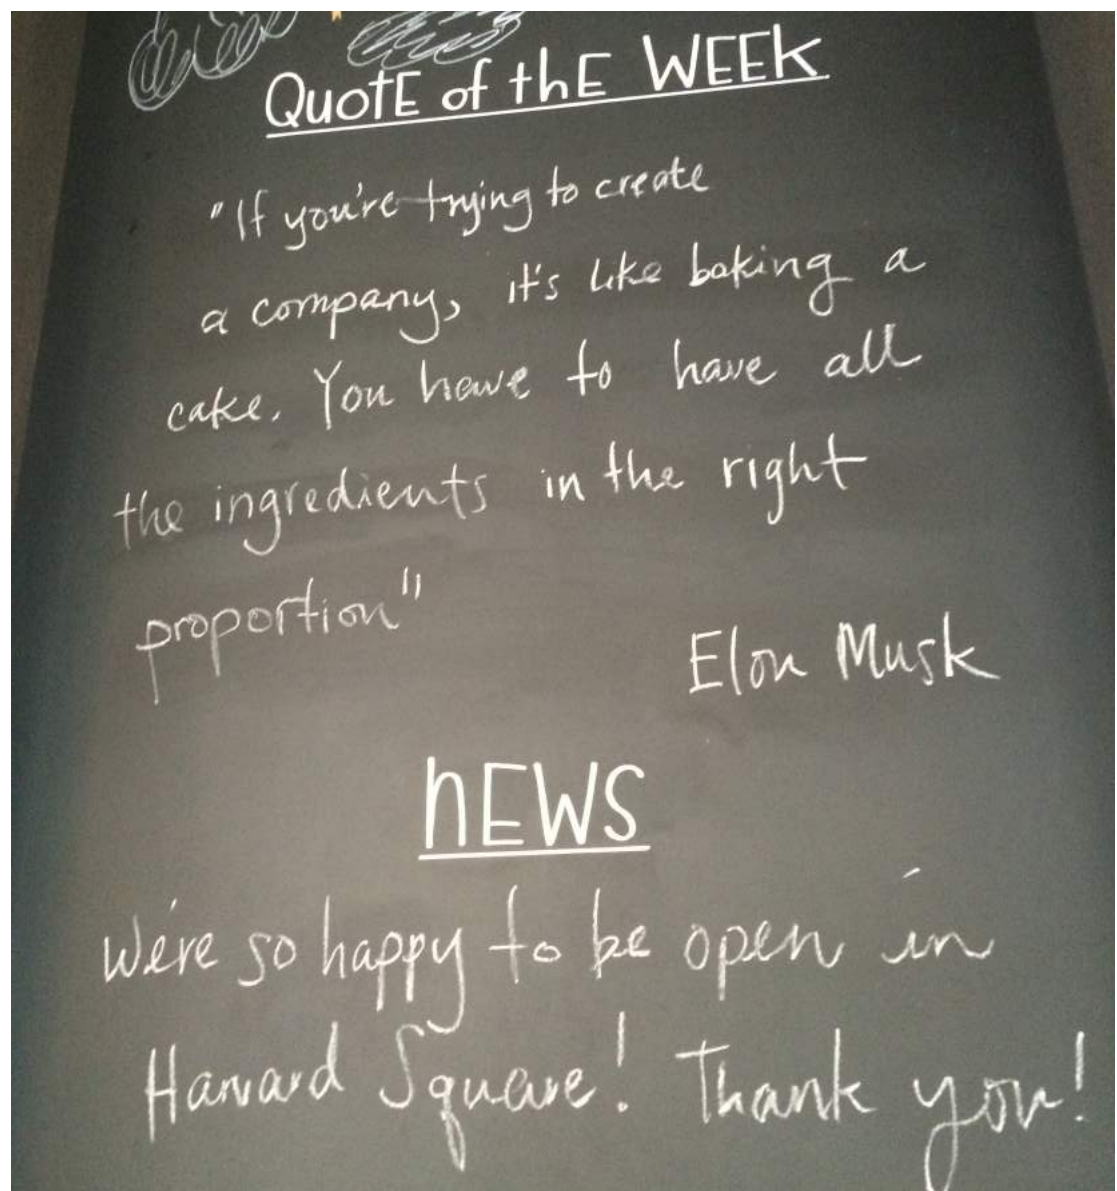 QuotE of thE WEEK
"If you're trying to create
a company, it's like baking a
cake. You have to have all
the ingredients in the right
proportion"
Elon Musk
nEWS
We're so happy to be open in
Harvard Square! Thank you!